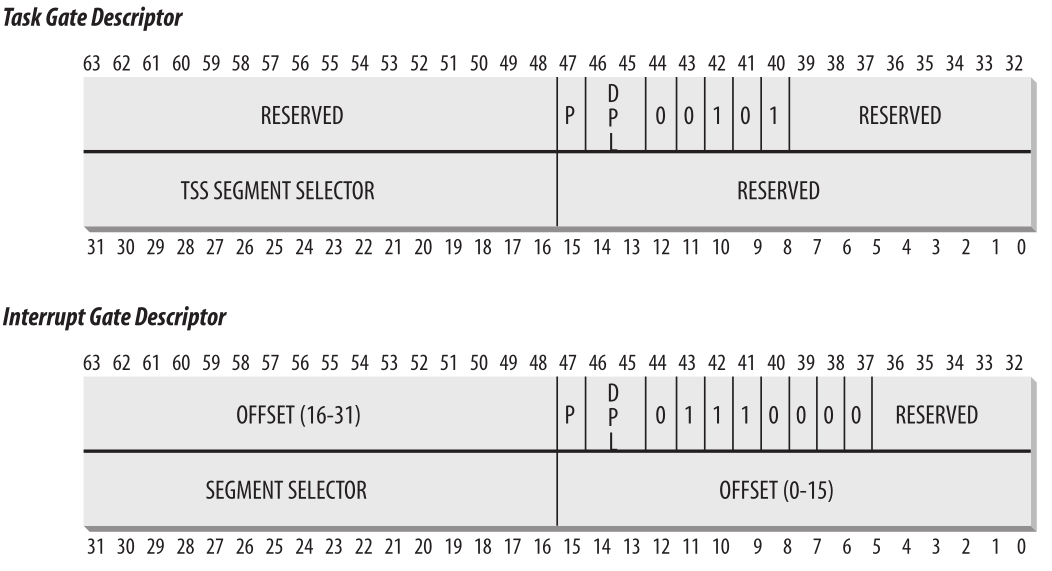 Task Gate Descriptor
63 62 61 60 59 58 57 56 55 54 53 52 51 50 49 48 47 46 45 44 43 42 41 40 39 38 37 36 35 34 33 32
RESERVED P DPL 0 0 1 0 1 RESERVED
TSS SEGMENT SELECTOR RESERVED
31 30 29 28 27 26 25 24 23 22 21 20 19 18 17 16 15 14 13 12 11 10 9 8 7 6 5 4 3 2 1 0
Interrupt Gate Descriptor
63 62 61 60 59 58 57 56 55 54 53 52 51 50 49 48 47 46 45 44 43 42 41 40 39 38 37 36 35 34 33 32
OFFSET (16-31) P DPL 0 1 1 1 0 0 0 0 RESERVED
SEGMENT SELECTOR OFFSET (0-15)
31 30 29 28 27 26 25 24 23 22 21 20 19 18 17 16 15 14 13 12 11 10 9 8 7 6 5 4 3 2 1 0